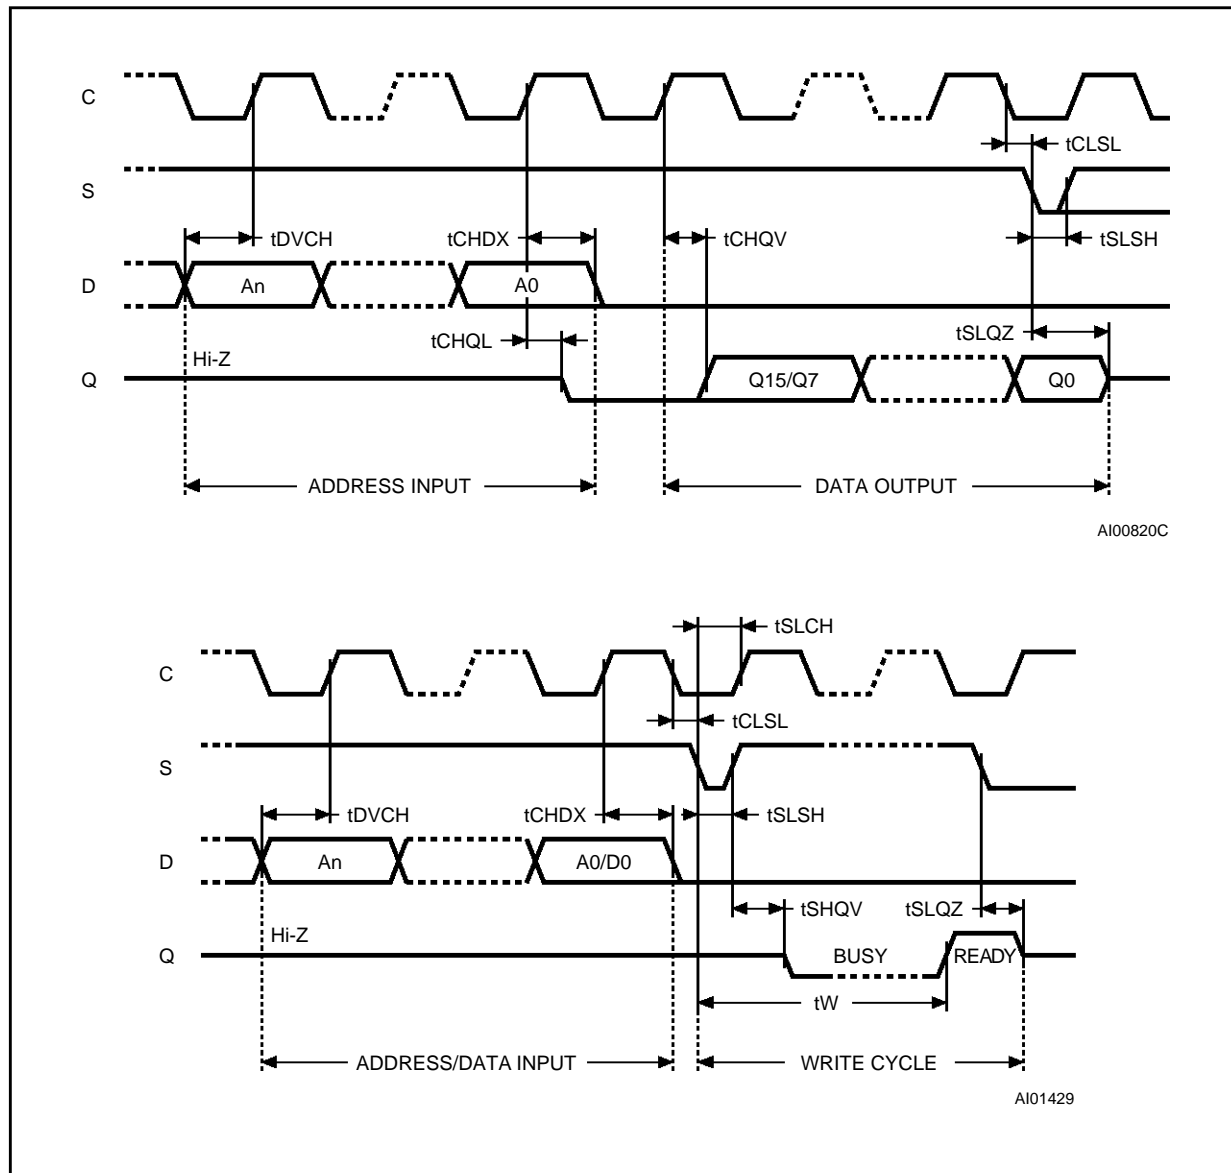 C
tCLSL
S
tDVCH
tCHDX
tCHQV
tSLSH
D
An
A0
tCHQL
tSLQZ
Hi-Z
Q
Q15/Q7
Q0
ADDRESS INPUT
DATA OUTPUT
AI00820C
tSLCH
C
tCLSL
S
tDVCH
tCHDX
tSLSH
D
An
A0/D0
tSHQV
tSLQZ
Hi-Z
Q
BUSY
READY
tW
ADDRESS/DATA INPUT
WRITE CYCLE
AI01429